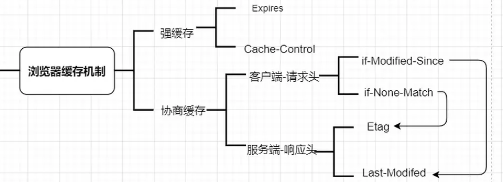 Expires
强缓存
Cache-Control
浏览器缓存机制
if-Modified-Since
客户端-请求头
if-None-Match
协商缓存
Etag
服务端-响应头
Last-Modifed